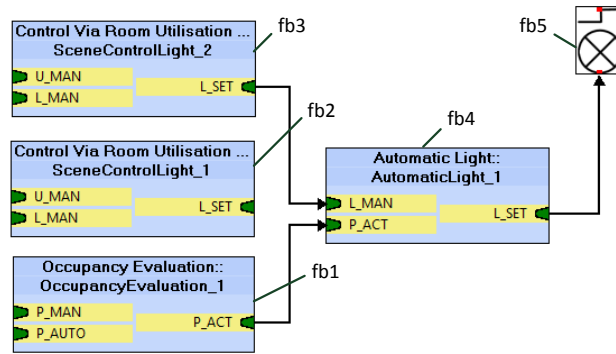 Control Via Room Utilisation ...
SceneControlLight_2
fb3
U_MAN
L_SET
L_MAN
fb5
fb2
Control Via Room Utilisation ...
SceneControlLight_1
U_MAN
L_SET
L_MAN
fb4
Automatic Light::
AutomaticLight_1
L_MAN
L_SET
P_ACT
Occupancy Evaluation::
OccupancyEvaluation_1
fb1
P_MAN
P_ACT
P_AUTO